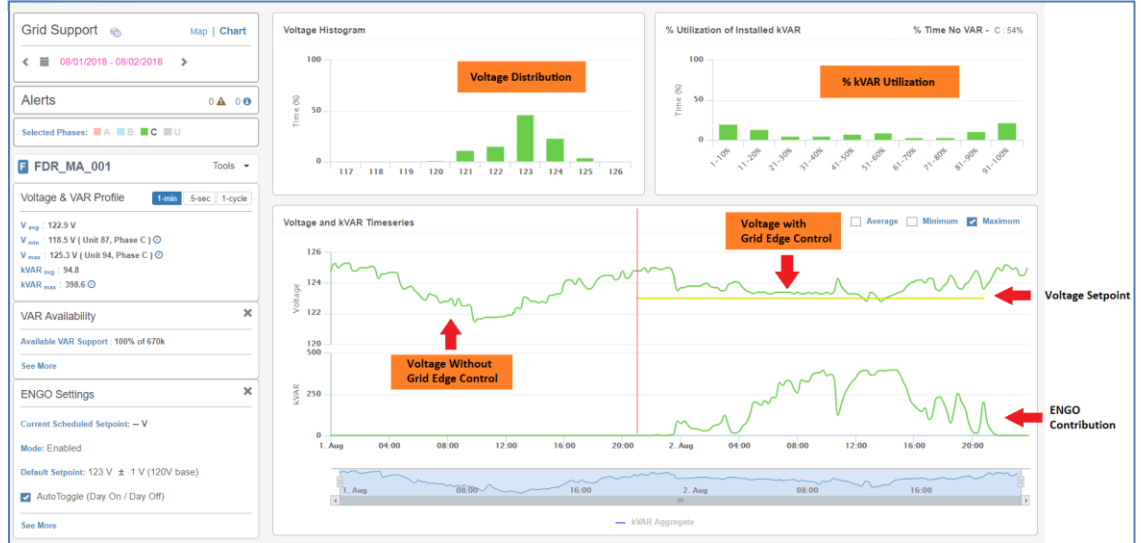 Grid Support
Map | Chart
08/01/2018 - 08/02/2018
Alerts
0 0
Selected Phases: A B C U
F FDR_MA_001
Tools
Voltage & VAR Profile
1-min .5-sec 1-cycle
V avg : 122.9 V
V min : 118.5 V ( Unit 87, Phase C )
V max : 125.3 V ( Unit 94, Phase C )
kVAR avg : 94.8
kVAR max : 398.6
VAR Availability
Available VAR Support : 100% of 670k
See More
ENGO Settings
Current Scheduled Setpoint: -- V
Mode: Enabled
Default Setpoint: 123 V ± 1 V (120V base)
AutoToggle (Day On / Day Off)
See More
Voltage Histogram
Voltage Distribution
Time (%)
100
50
0
117 118 119 120 121 122 123 124 125 126
% Utilization of Installed kVAR
% Time No VAR - C : 54%
% kVAR Utilization
Time (%)
100
50
0
1-10% 11-20% 21-30% 31-40% 41-50% 51-60% 61-70% 71-80% 81-90% 91-100%
Voltage and kVAR Timeseries
Average Minimum Maximum
Voltage with
Grid Edge Control
Voltage
126
124
122
120
Voltage Setpoint
Voltage Without
Grid Edge Control
kVAR
500
250
0
ENGO
Contribution
1. Aug 04:00 08:00 12:00 16:00 20:00 2. Aug 04:00 08:00 12:00 16:00 20:00
1. Aug 08:00 16:00 2. Aug 08:00 16:00
kVAR Aggregate